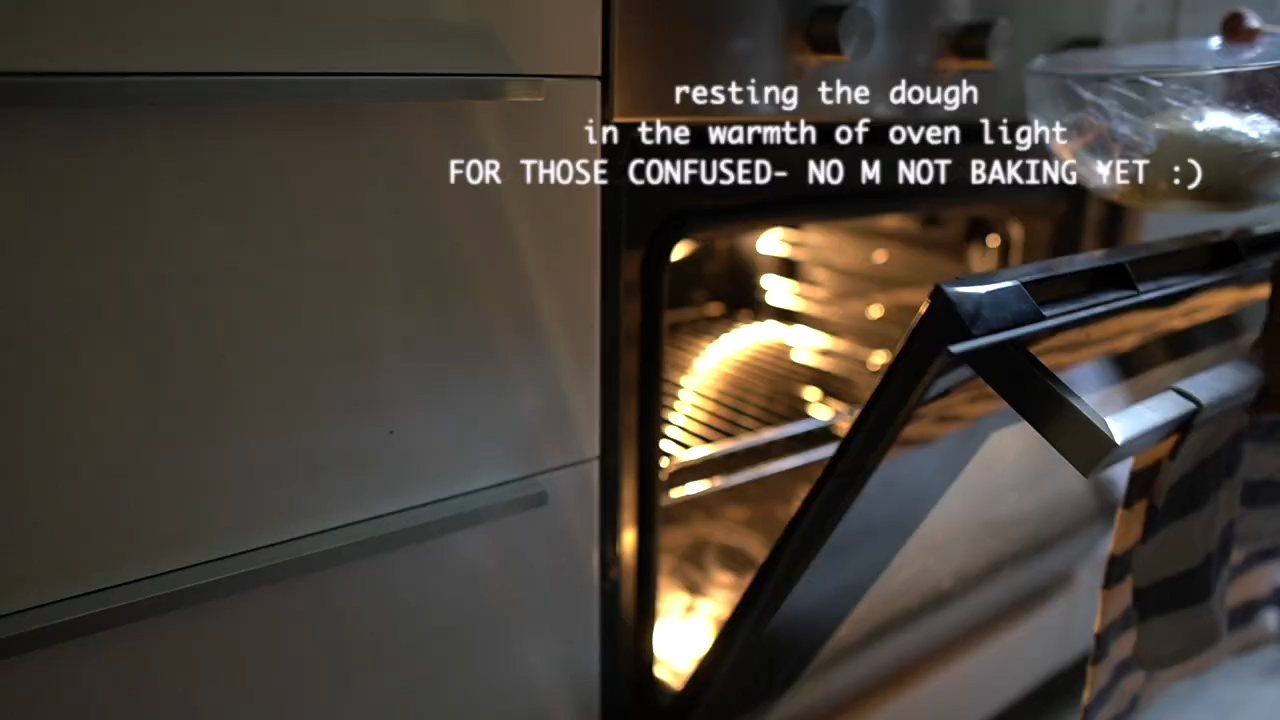 resting the dough
in the warmth of oven light
FOR THOSE CONFUSED- NO M NOT BAKING YET :)